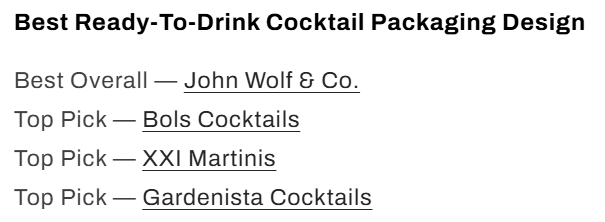 Best Ready-To-Drink Cocktail Packaging Design
Best Overall — John Wolf & Co.
Top Pick — Bols Cocktails
Top Pick — XXI Martinis
Top Pick — Gardenista Cocktails